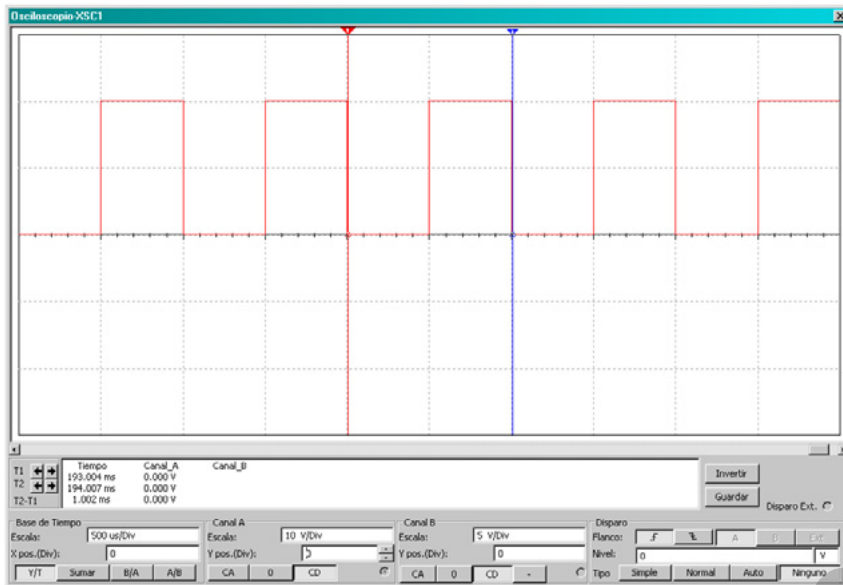 Osciloscopio-XSC1
Tiempo Canal_A Canal_B
T1 193.004 ms 0.000 V
T2 194.007 ms 0.000 V
T2-T1 1.002 ms 0.000 V
Invertir
Guardar
Disparo Ext.
Base de Tiempo Canal A Canal B Disparo
Escala: 500 us/Div Escala: 10 V/Div Escala: 5 V/Div Flanco: A B Ext
X pos.(Div): 0 Y pos.(Div): Y pos.(Div): 0 Nivel: 0 V
Y/T Sumar B/A A/B CA 0 CD CA 0 CD - Tipo Simple Normal Auto Ninguno